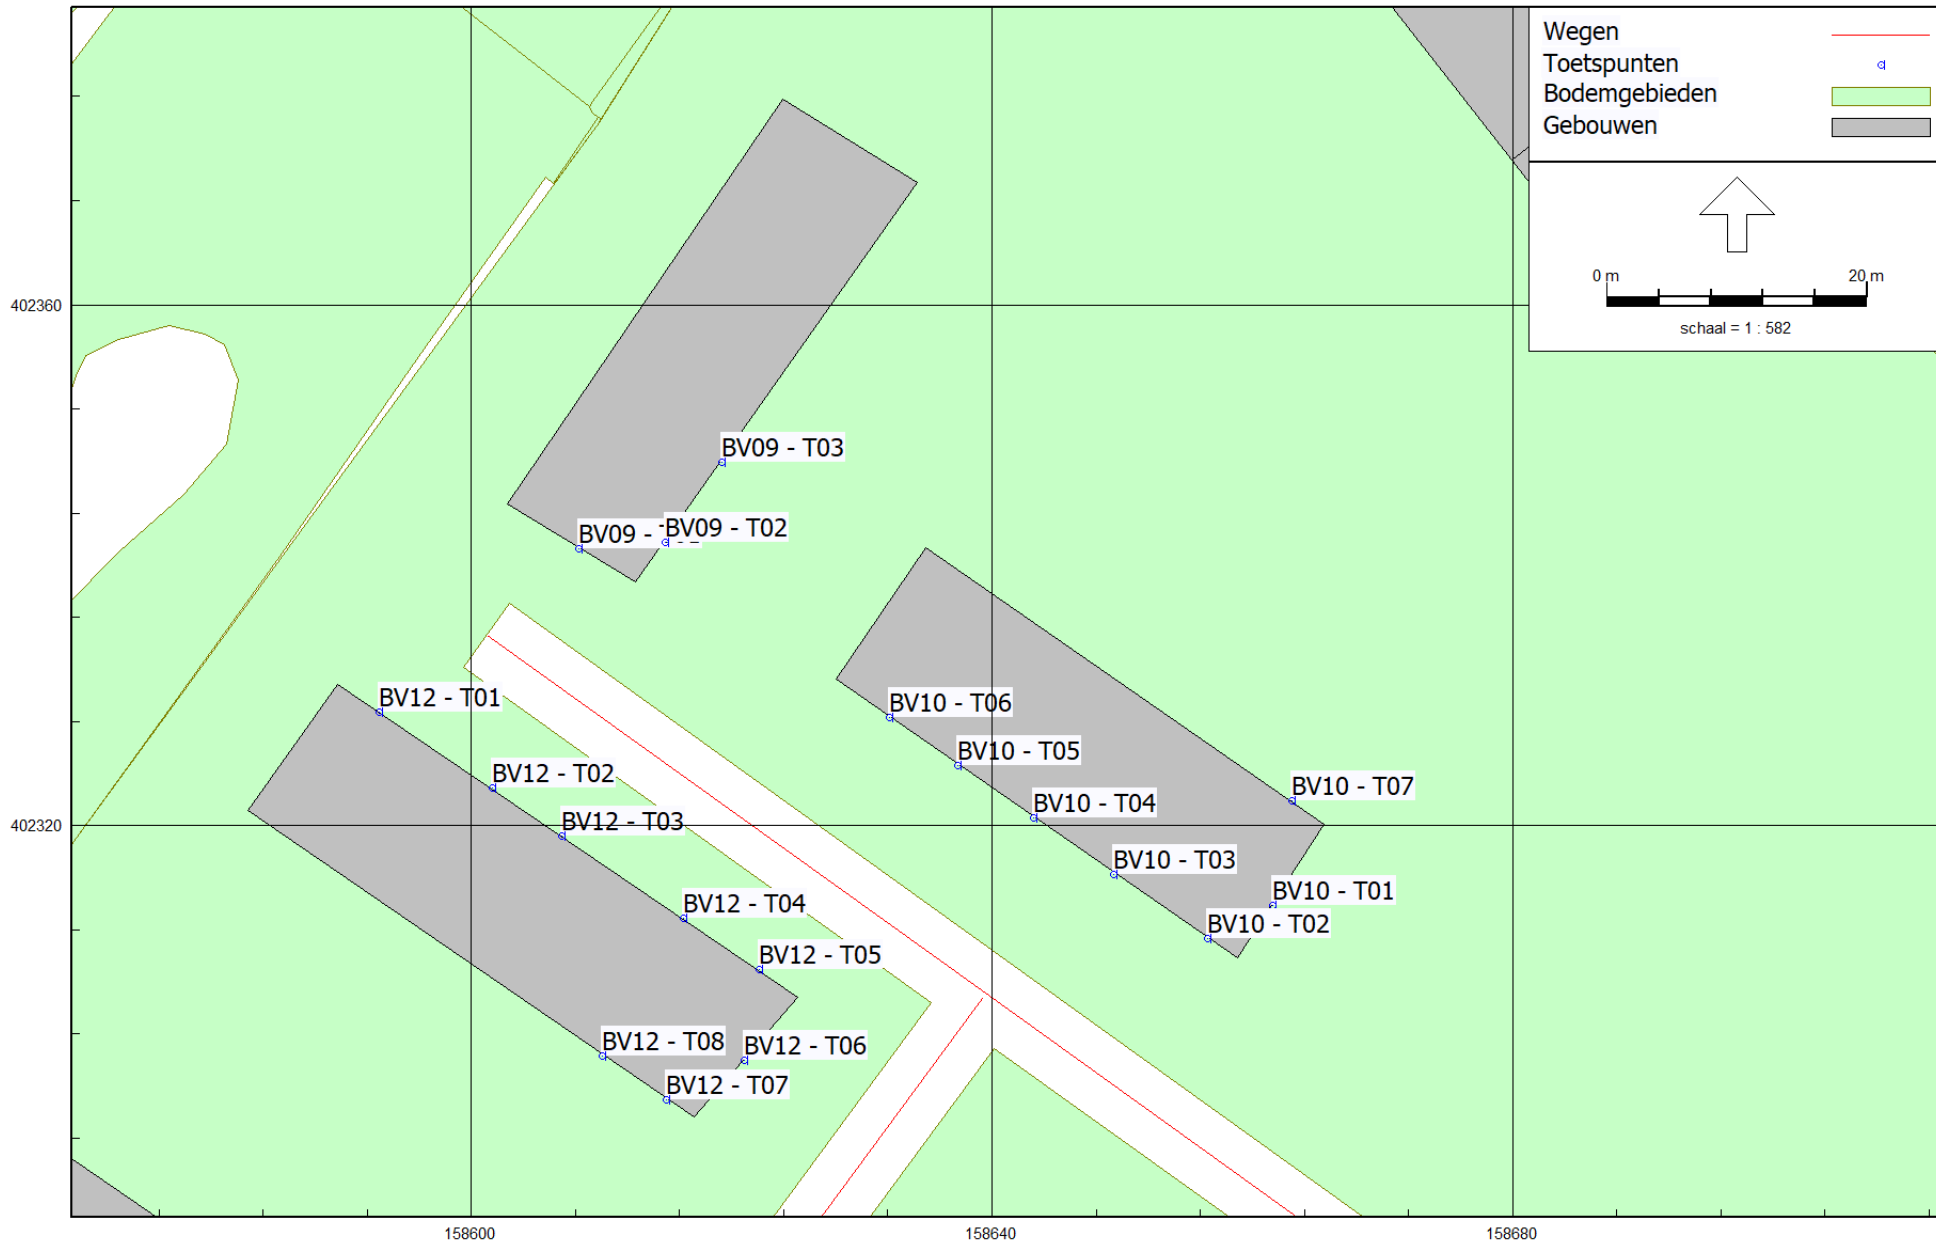 Wegen
Toetspunten
Bodemgebieden
Gebouwen
0 m 20 m
schaal = 1 : 582
402360
BV09 - T03
BV09 -
BV09 - T02
BV12 - T01
BV10 - T06
BV10 - T05
BV12 - T02
BV10 - T07
BV10 - T04
402320
BV12 - T03
BV10 - T03
BV10 - T01
BV12 - T04
BV10 - T02
BV12 - T05
BV12 - T08
BV12 - T06
BV12 - T07
158600
158640
158680